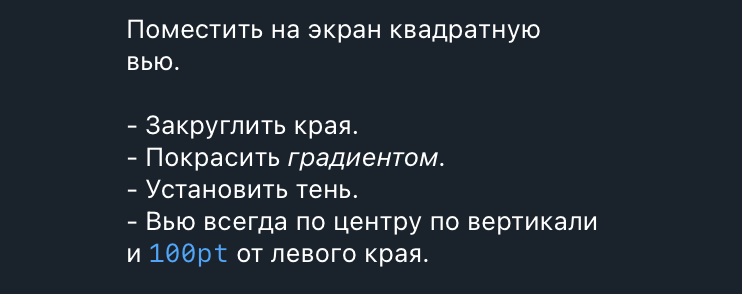 Поместить на экран квадратную
вью.
- Закруглить края.
- Покрасить градиентом.
- Установить тень.
- Вью всегда по центру по вертикали
и 100pt от левого края.